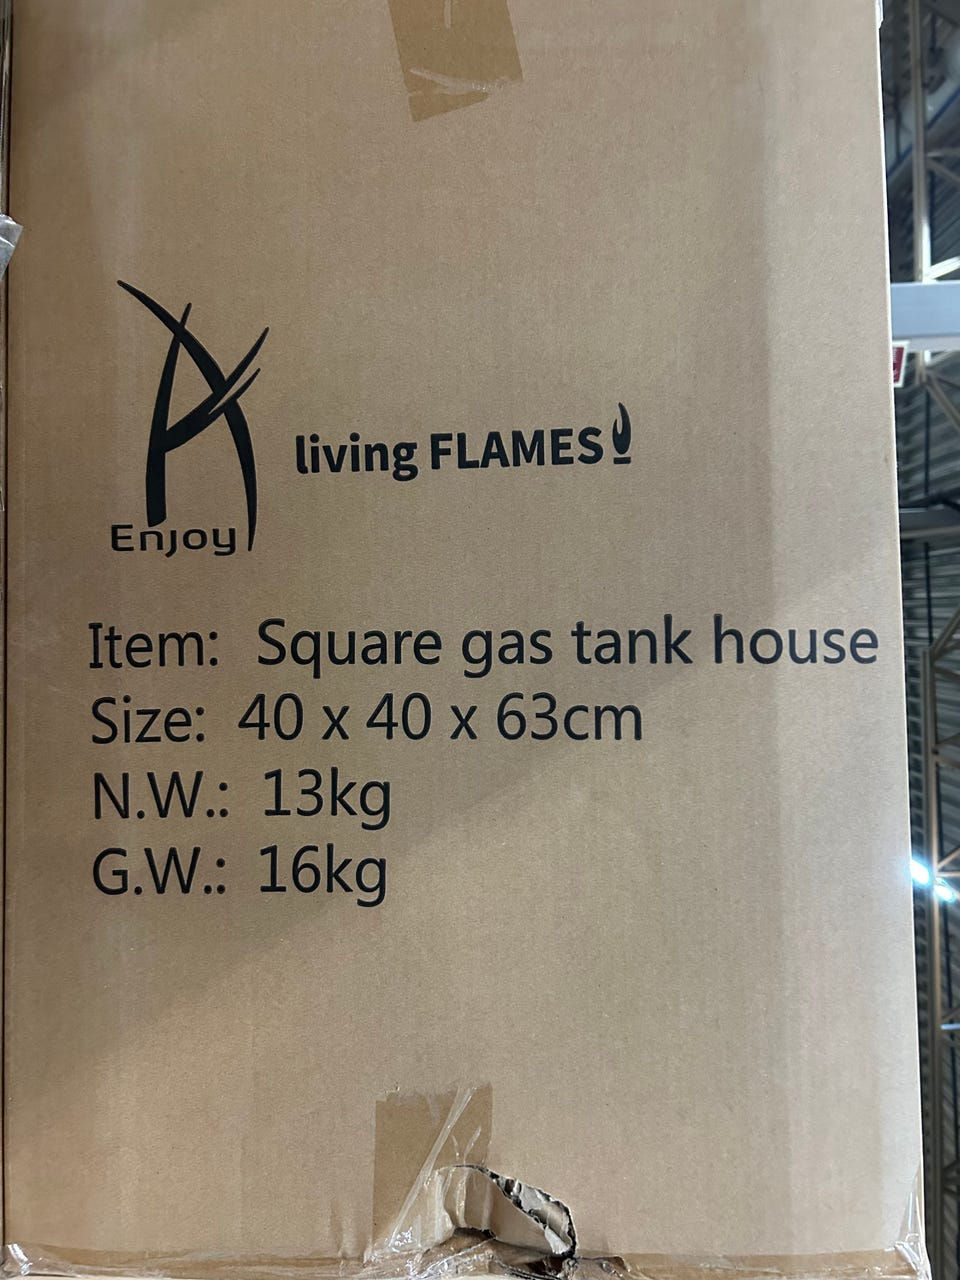 Enjoy
living FLAMES
Item: Square gas tank house
Size: 40 x 40 x 63cm
N.W.: 13kg
G.W.: 16kg